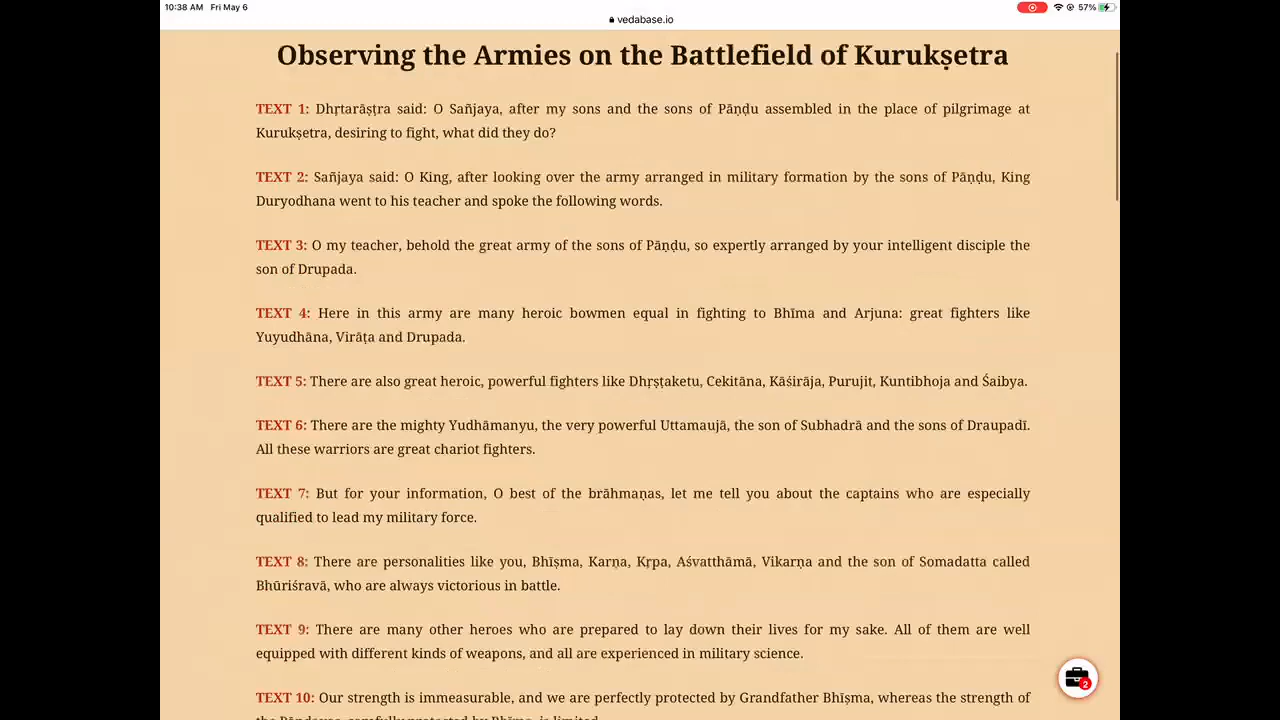 10:38 AM Fri May 6
57%
vedabase.io
Observing the Armies on the Battlefield of Kurukṣetra
TEXT 1: Dhṛtarāṣṭra said: O Sañjaya, after my sons and the sons of Pāṇḍu assembled in the place of pilgrimage at
Kurukṣetra, desiring to fight, what did they do?
TEXT 2: Sañjaya said: O King, after looking over the army arranged in military formation by the sons of Pāṇḍu, King
Duryodhana went to his teacher and spoke the following words.
TEXT 3: O my teacher, behold the great army of the sons of Pāṇḍu, so expertly arranged by your intelligent disciple the
son of Drupada.
TEXT 4: Here in this army are many heroic bowmen equal in fighting to Bhīma and Arjuna: great fighters like
Yuyudhāna, Virāṭa and Drupada.
TEXT 5: There are also great heroic, powerful fighters like Dhṛṣṭaketu, Cekitāna, Kāśirāja, Purujit, Kuntibhoja and Śaibya.
TEXT 6: There are the mighty Yudhāmanyu, the very powerful Uttamaujā, the son of Subhadrā and the sons of Draupadī.
All these warriors are great chariot fighters.
TEXT 7: But for your information, O best of the brāhmaṇas, let me tell you about the captains who are especially
qualified to lead my military force.
TEXT 8: There are personalities like you, Bhīṣma, Karṇa, Kṛpa, Aśvatthāmā, Vikarṇa and the son of Somadatta called
Bhūriśravā, who are always victorious in battle.
TEXT 9: There are many other heroes who are prepared to lay down their lives for my sake. All of them are well
equipped with different kinds of weapons, and all are experienced in military science.
2
TEXT 10: Our strength is immeasurable, and we are perfectly protected by Grandfather Bhīṣma, whereas the strength of
the Pāṇḍavas, carefully protected by Bhīma, is limited.